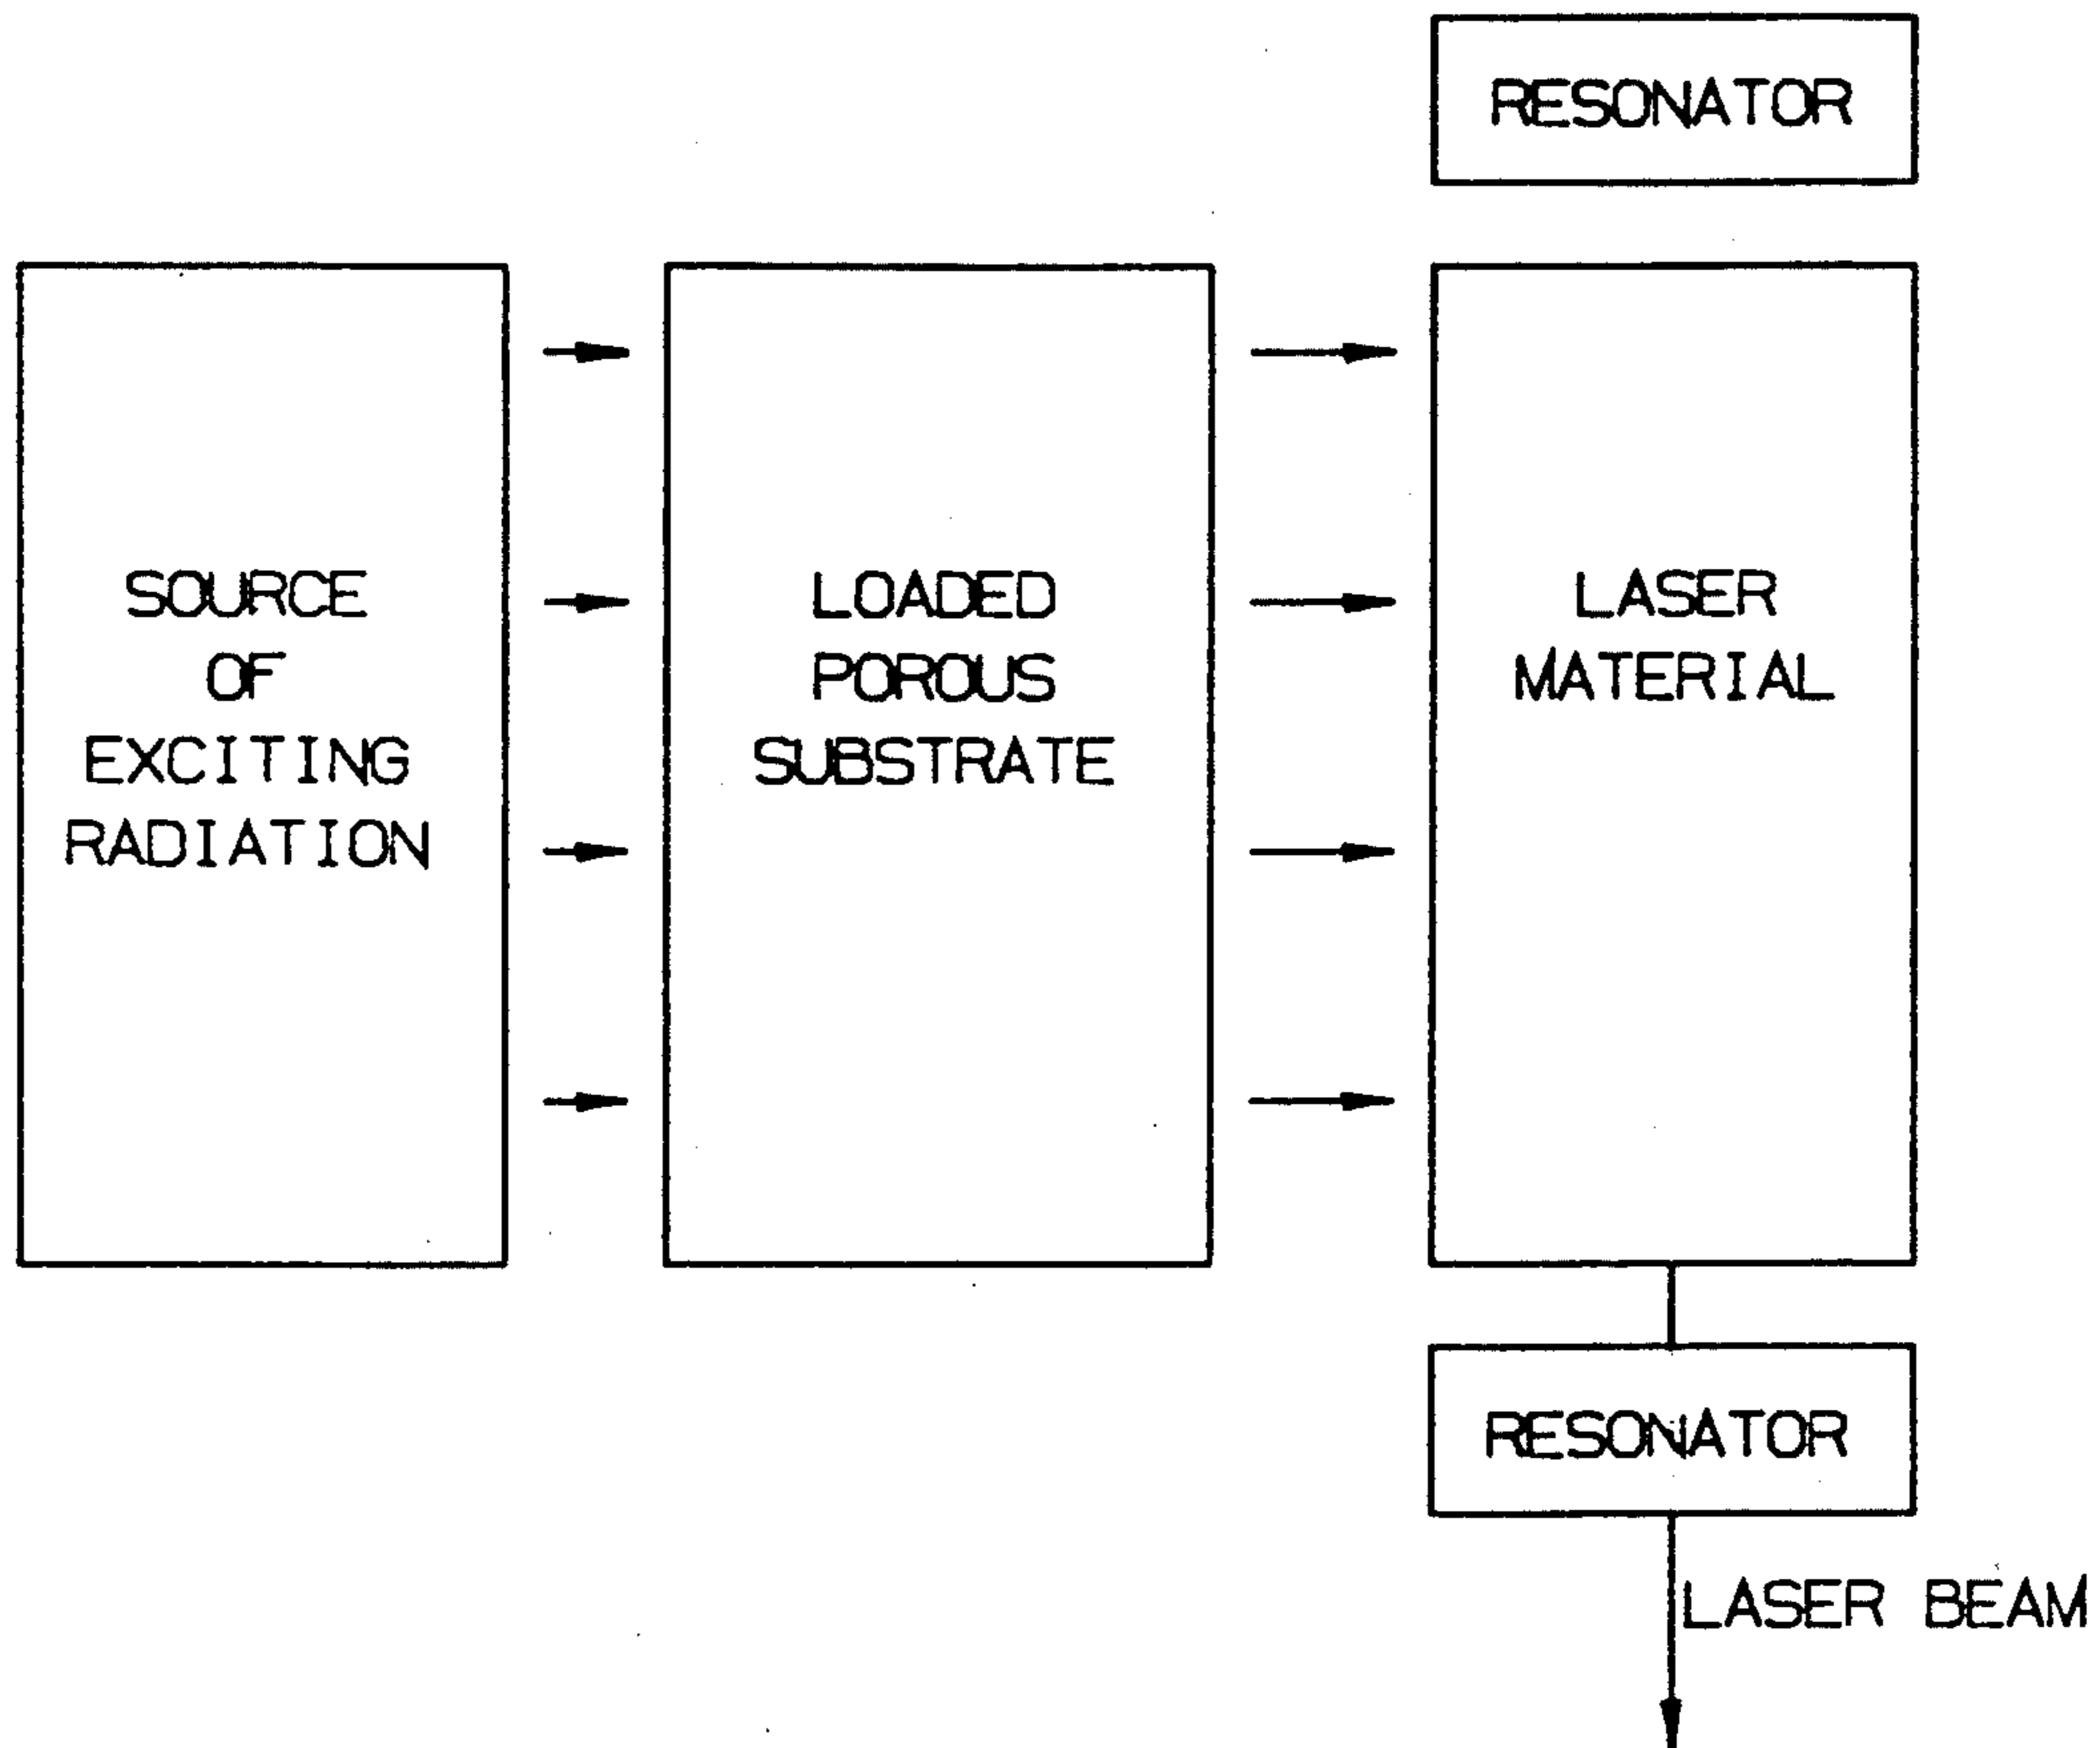 RESONATOR
SOURCE
OF
EXCITING
RADIATION
LOADED
POROUS
SUBSTRATE
LASER
MATERIAL
RESONATOR
LASER BEAM